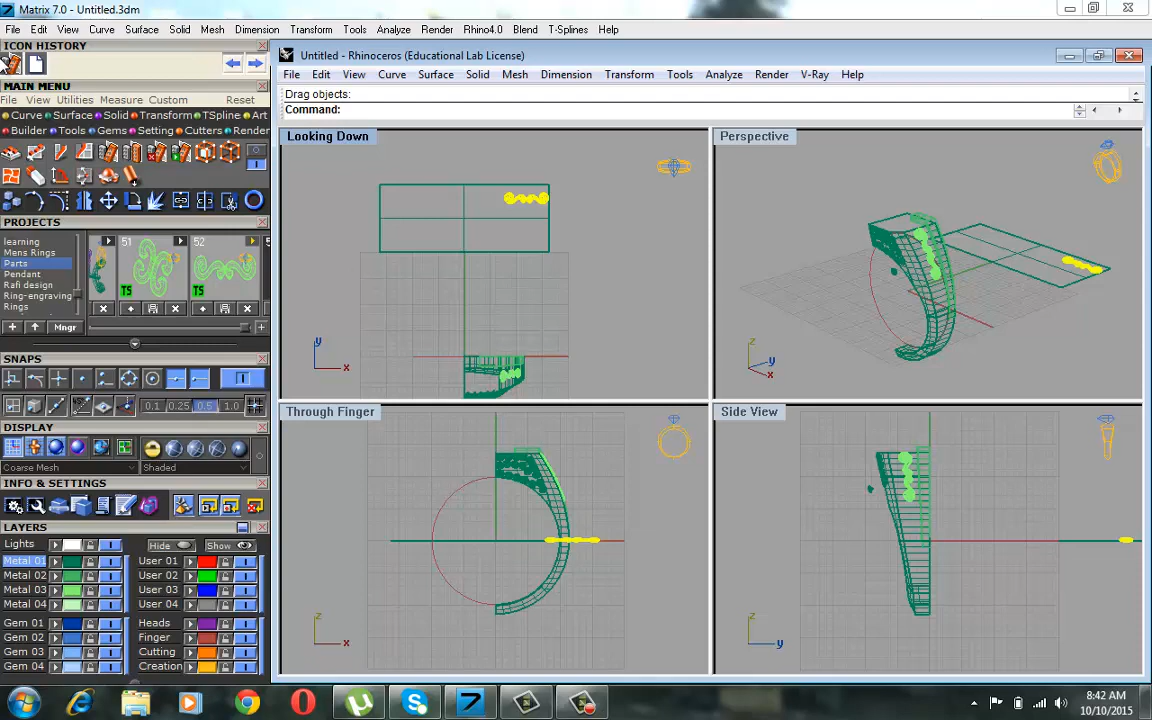 Matrix 7.0 - Untitled.3dm
File Edit View Curve Surface Solid Mesh Dimension Transform Tools Analyze Render Rhino4.0 Blend T-Splines Help
ICON HISTORY
MAIN MENU
File View Utilities Measure Custom Reset
Curve Surface Solid Transform TSpline Art
Builder Tools Gems Setting Cutters Render
PROJECTS
learning
Mens Rings
Parts
Pendant
Rafi design
Ring-engraving
Rings
51 52
TS TS
Mngr
SNAPS
0.1 0.25 0.5 1.0
DISPLAY
Coarse Mesh Shaded
INFO & SETTINGS
LAYERS
Lights Hide Show
Metal 01 User 01
Metal 02 User 02
Metal 03 User 03
Metal 04 User 04
Gem 01 Heads
Gem 02 Finger
Gem 03 Cutting
Gem 04 Creation
Untitled - Rhinoceros (Educational Lab License)
File Edit View Curve Surface Solid Mesh Dimension Transform Tools Analyze Render V-Ray Help
Drag objects:
Command:
Looking Down
y
x
Perspective
z
y
x
Through Finger
z
x
Side View
z
y
8:42 AM
10/10/2015